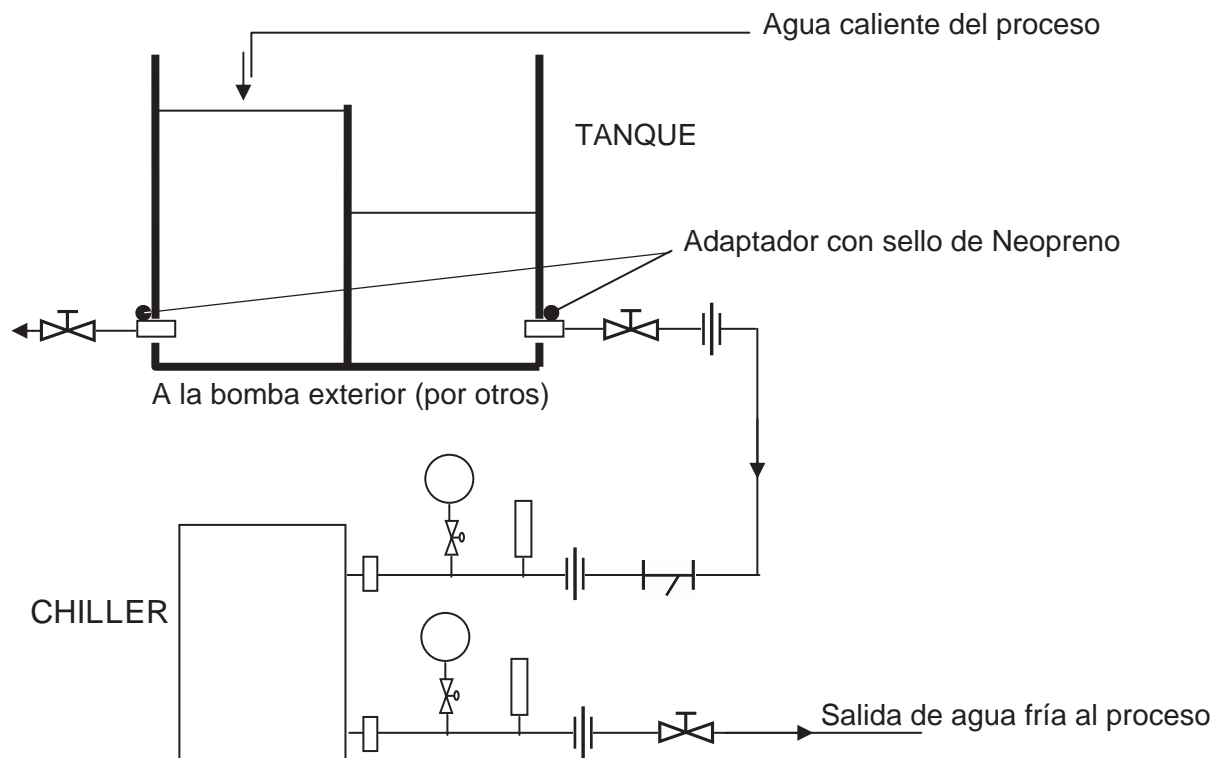 Agua caliente del proceso
TANQUE
Adaptador con sello de Neopreno
A la bomba exterior (por otros)
CHILLER
Salida de agua fría al proceso